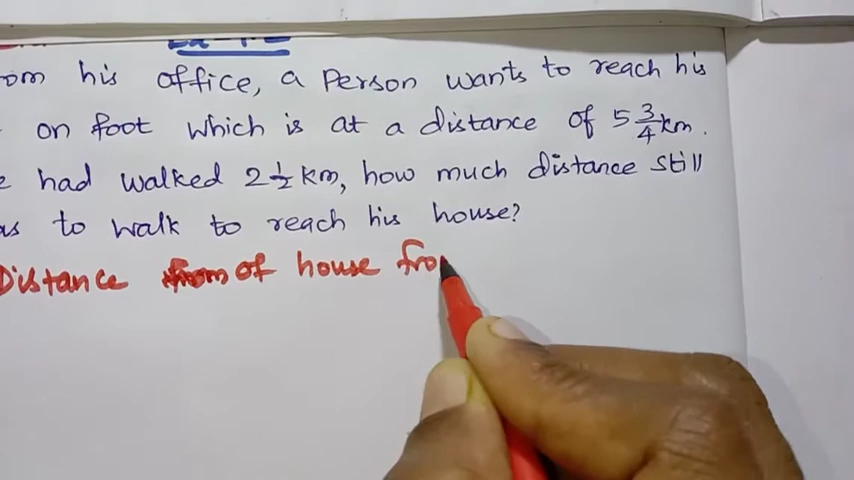 his office, a Person wants to reach his
on foot which is at a distance of 5 3/4 km.
had walked 2 1/2 km, how much distance still
to walk to reach his house?
Distance of house fro